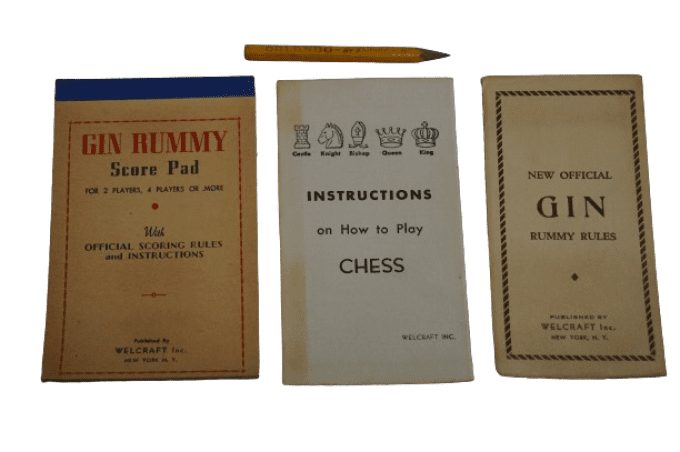 GIN RUMMY
Score Pad
FOR 2 PLAYERS, 4 PLAYERS OR MORE
With
OFFICIAL SCORING RULES
and INSTRUCTIONS
Published By
WELCRAFT Inc.
NEW YORK, N. Y.
Castle Knight Bishop Queen King
INSTRUCTIONS
on How to Play
CHESS
WELCRAFT INC.
NEW OFFICIAL
GIN
RUMMY RULES
PUBLISHED BY
WELCRAFT Inc.
NEW YORK, N. Y.